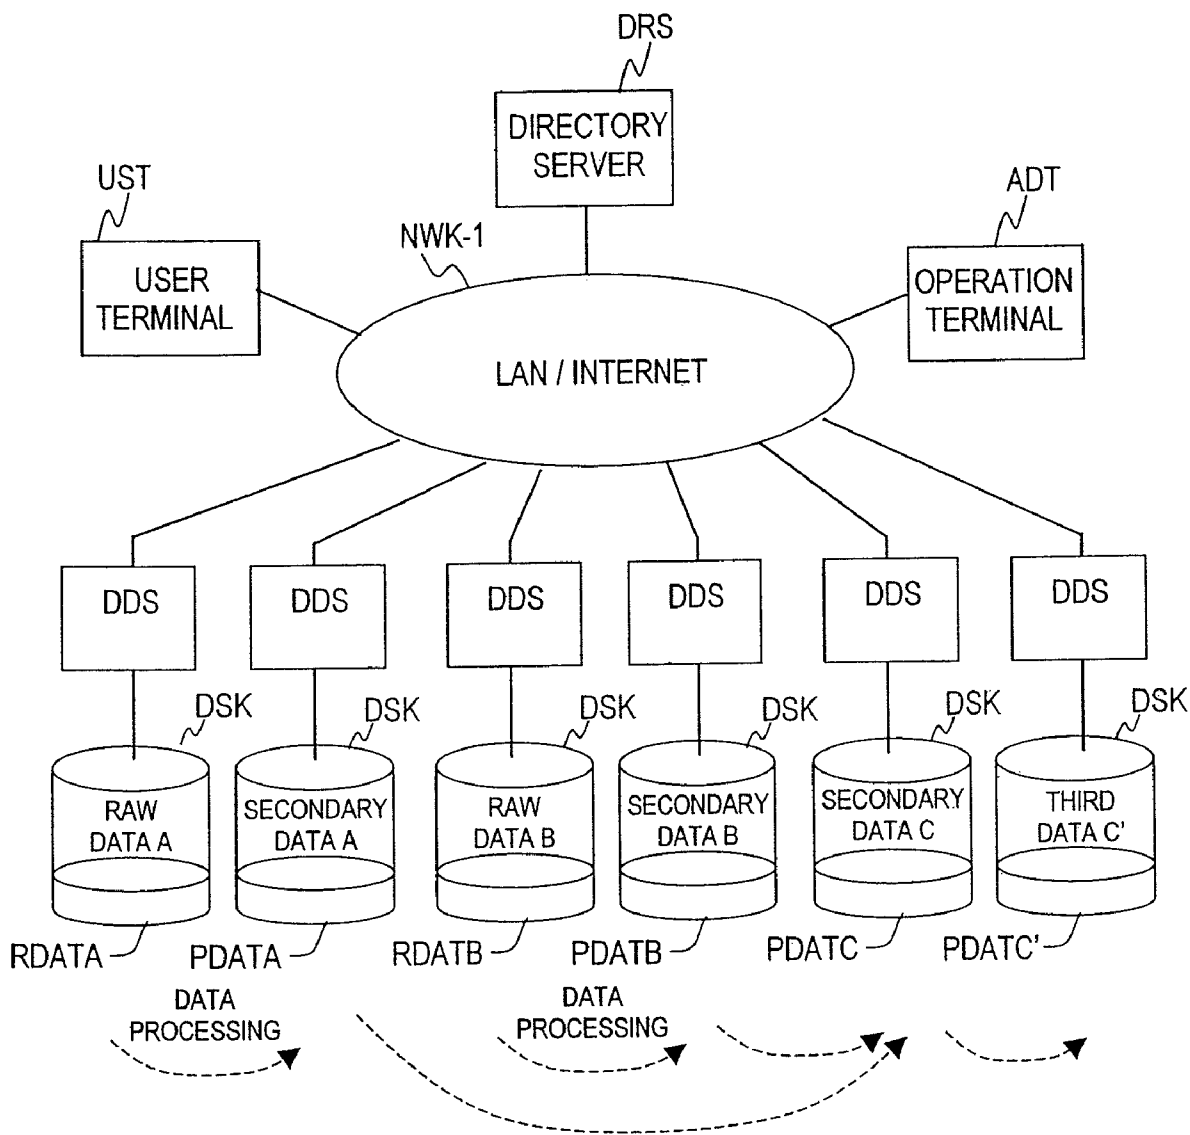 DRS
DIRECTORY
SERVER
UST
USER
TERMINAL
NWK-1
ADT
OPERATION
TERMINAL
LAN / INTERNET
DDS
DDS
DDS
DDS
DDS
DDS
DSK
DSK
DSK
DSK
DSK
DSK
RAW
DATA A
SECONDARY
DATA A
RAW
DATA B
SECONDARY
DATA B
SECONDARY
DATA C
THIRD
DATA C'
RDATA
PDATA
RDATB
PDATB
PDATC
PDATC'
DATA
PROCESSING
DATA
PROCESSING